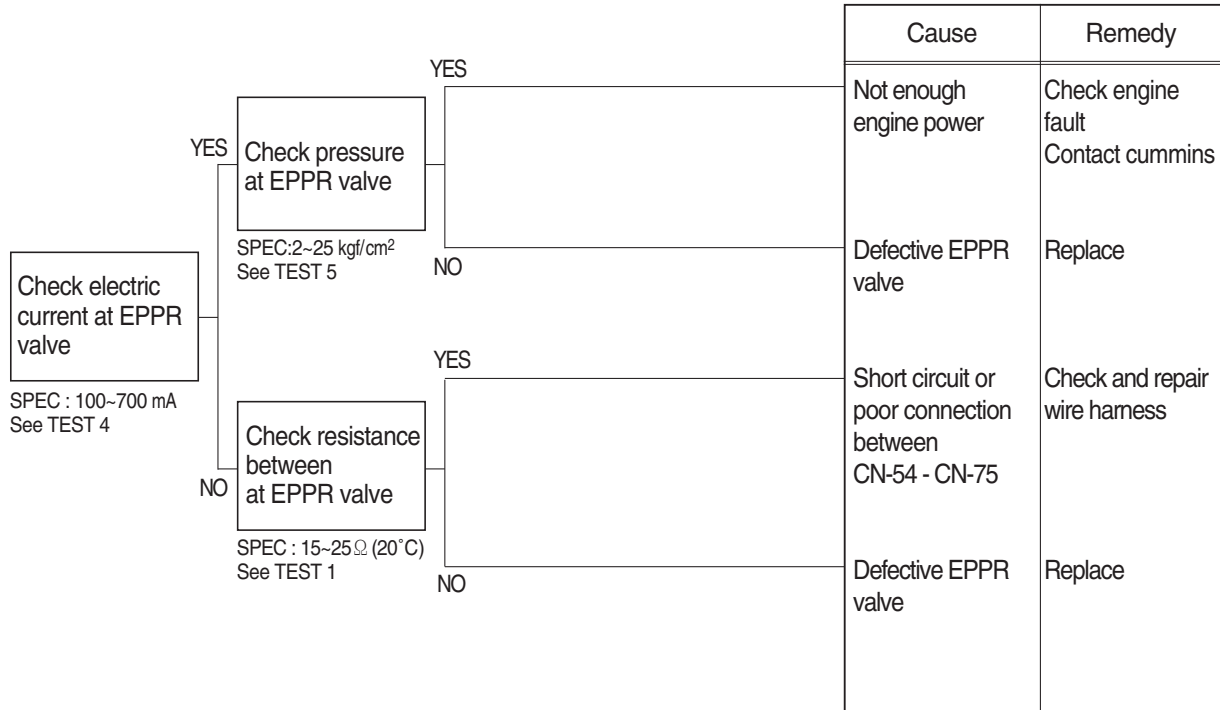 Cause
Remedy
YES
Not enough
engine power
Check engine
fault
Contact cummins
YES
Check pressure
at EPPR valve
SPEC:2~25 kgf/cm²
See TEST 5
NO
Defective EPPR
valve
Replace
Check electric
current at EPPR
valve
SPEC : 100~700 mA
See TEST 4
YES
Short circuit or
poor connection
between
CN-54 - CN-75
Check and repair
wire harness
NO
Check resistance
between
at EPPR valve
SPEC : 15~25Ω (20˚C)
See TEST 1
NO
Defective EPPR
valve
Replace